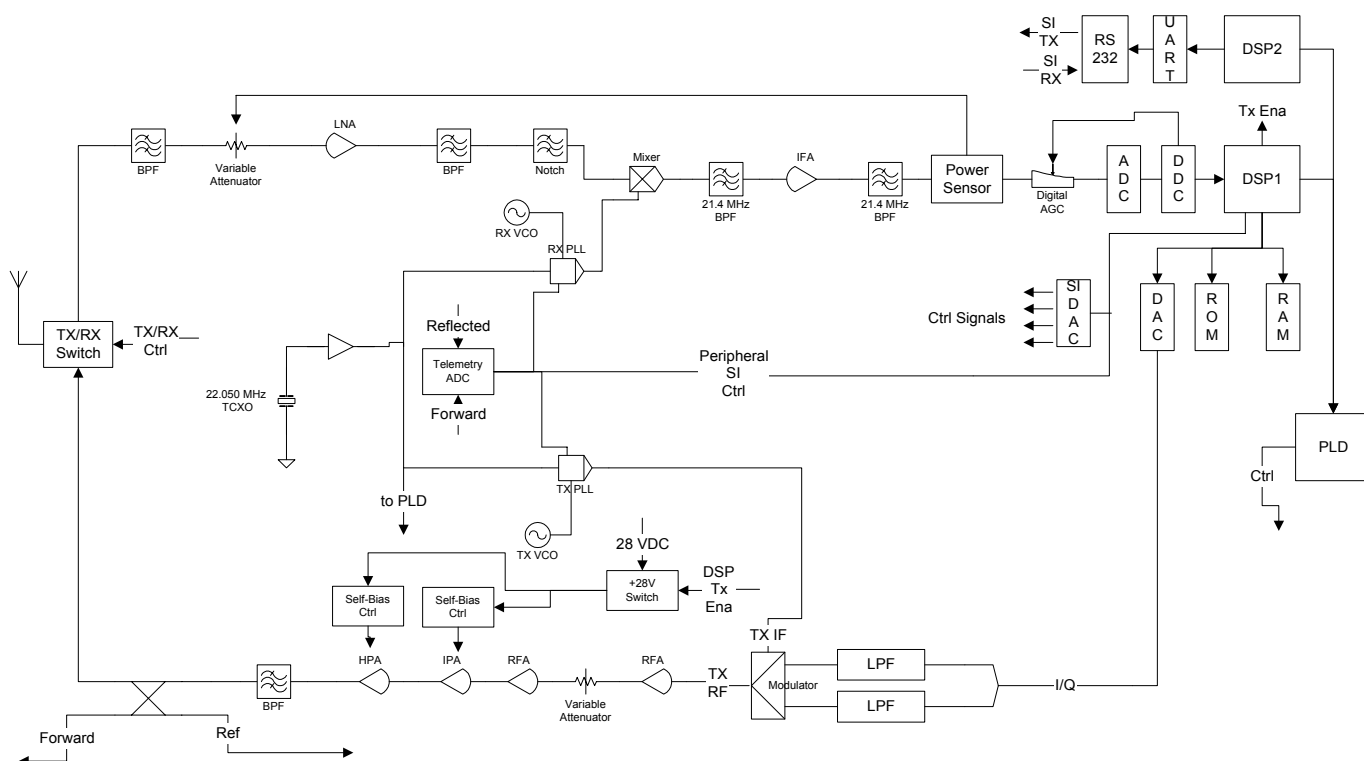 SI
TX
SI
RX
RS
232
U
A
R
T
DSP2
Tx Ena
LNA
BPF
Variable
Attenuator
BPF
Notch
Mixer
21.4 MHz
BPF
IFA
21.4 MHz
BPF
Power
Sensor
Digital
AGC
A
D
C
D
D
C
DSP1
RX VCO
RX PLL
TX/RX
Switch
TX/RX
Ctrl
22.050 MHz
TCXO
Reflected
Telemetry
ADC
Forward
Peripheral
SI
Ctrl
Ctrl Signals
SI
D
A
C
D
A
C
R
O
M
R
A
M
PLD
Ctrl
to PLD
TX PLL
TX VCO
28 VDC
+28V
Switch
DSP
Tx
Ena
Self-Bias
Ctrl
Self-Bias
Ctrl
TX IF
BPF
HPA
IPA
RFA
Variable
Attenuator
RFA
TX
RF
Modulator
LPF
LPF
I/Q
Forward
Ref